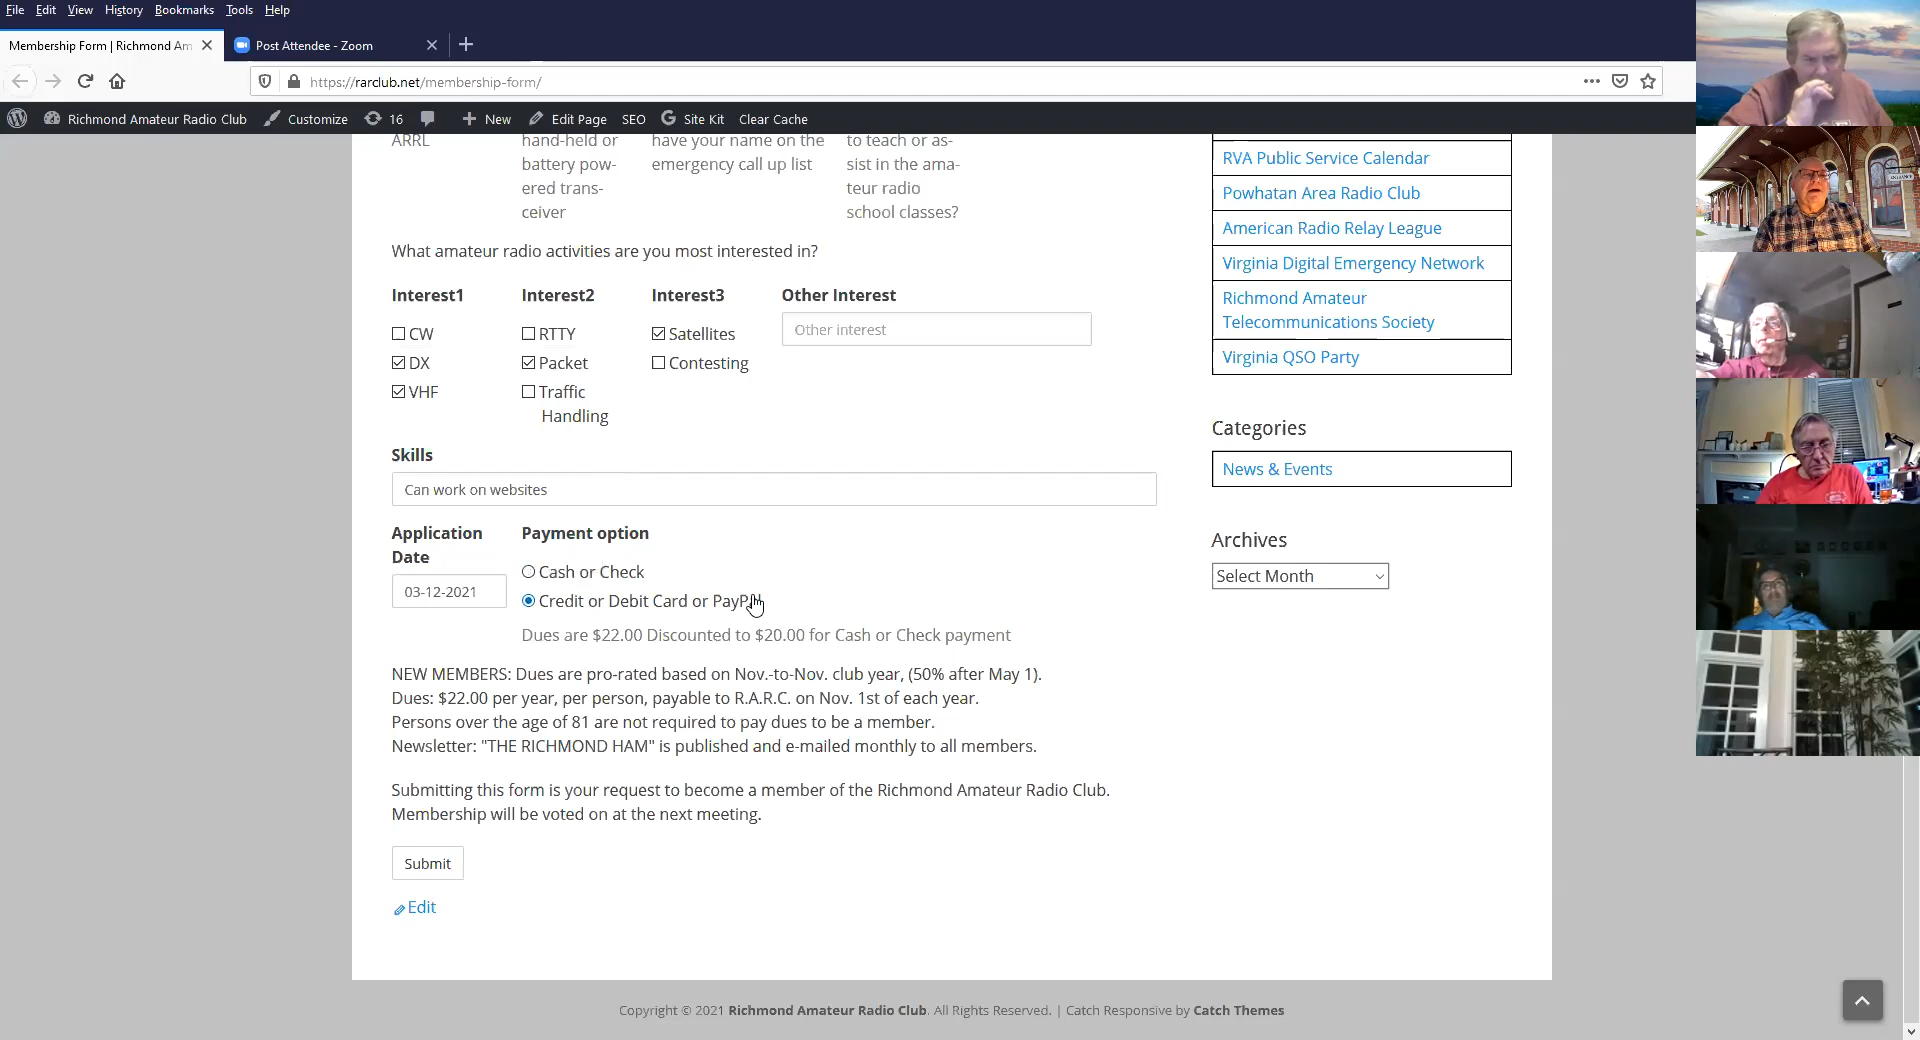 File Edit View History Bookmarks Tools Help
Membership Form | Richmond Am
Post Attendee - Zoom
https://rarclub.net/membership-form/
Richmond Amateur Radio Club
Customize
16
New
Edit Page
SEO
Site Kit
Clear Cache
ARRL
hand-held or
battery pow-
ered trans-
ceiver
have your name on the
emergency call up list
to teach or as-
sist in the ama-
teur radio
school classes?
What amateur radio activities are you most interested in?
Interest1
CW
DX
VHF
Interest2
RTTY
Packet
Traffic
Handling
Interest3
Satellites
Contesting
Other Interest
Other interest
Skills
Can work on websites
Application
Date
03-12-2021
Payment option
Cash or Check
Credit or Debit Card or PayPal
Dues are $22.00 Discounted to $20.00 for Cash or Check payment
NEW MEMBERS: Dues are pro-rated based on Nov.-to-Nov. club year, (50% after May 1).
Dues: $22.00 per year, per person, payable to R.A.R.C. on Nov. 1st of each year.
Persons over the age of 81 are not required to pay dues to be a member.
Newsletter: "THE RICHMOND HAM" is published and e-mailed monthly to all members.
Submitting this form is your request to become a member of the Richmond Amateur Radio Club.
Membership will be voted on at the next meeting.
Submit
Edit
RVA Public Service Calendar
Powhatan Area Radio Club
American Radio Relay League
Virginia Digital Emergency Network
Richmond Amateur
Telecommunications Society
Virginia QSO Party
Categories
News & Events
Archives
Select Month
ENTRANCE
Copyright © 2021 Richmond Amateur Radio Club. All Rights Reserved. | Catch Responsive by Catch Themes